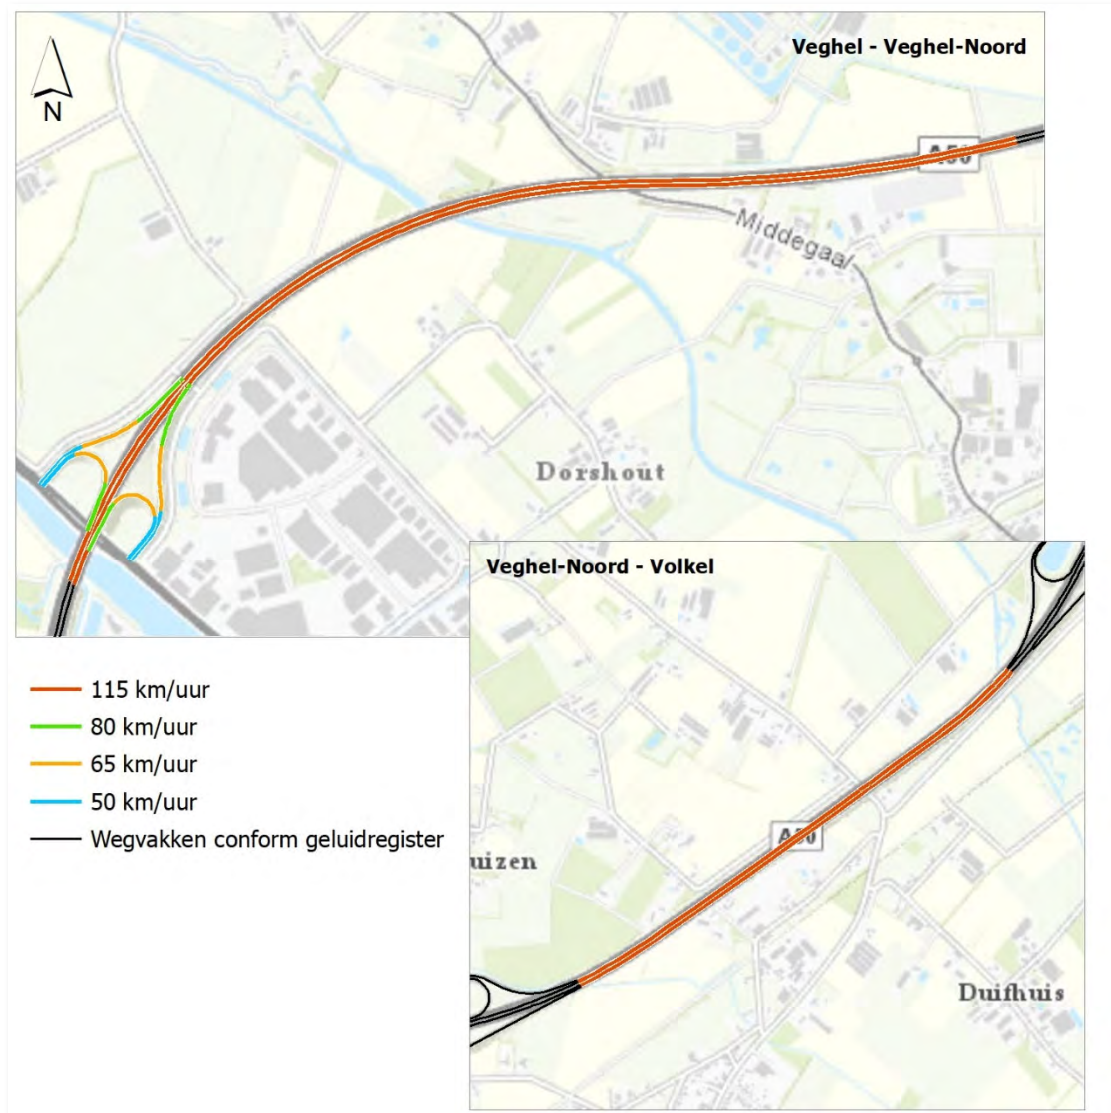 Veghel - Veghel-Noord
N
A50
Middegaal
Dorshout
Veghel-Noord - Volkel
115 km/uur
80 km/uur
65 km/uur
50 km/uur
Wegvakken conform geluidregister
A50
uizen
Duifhuis